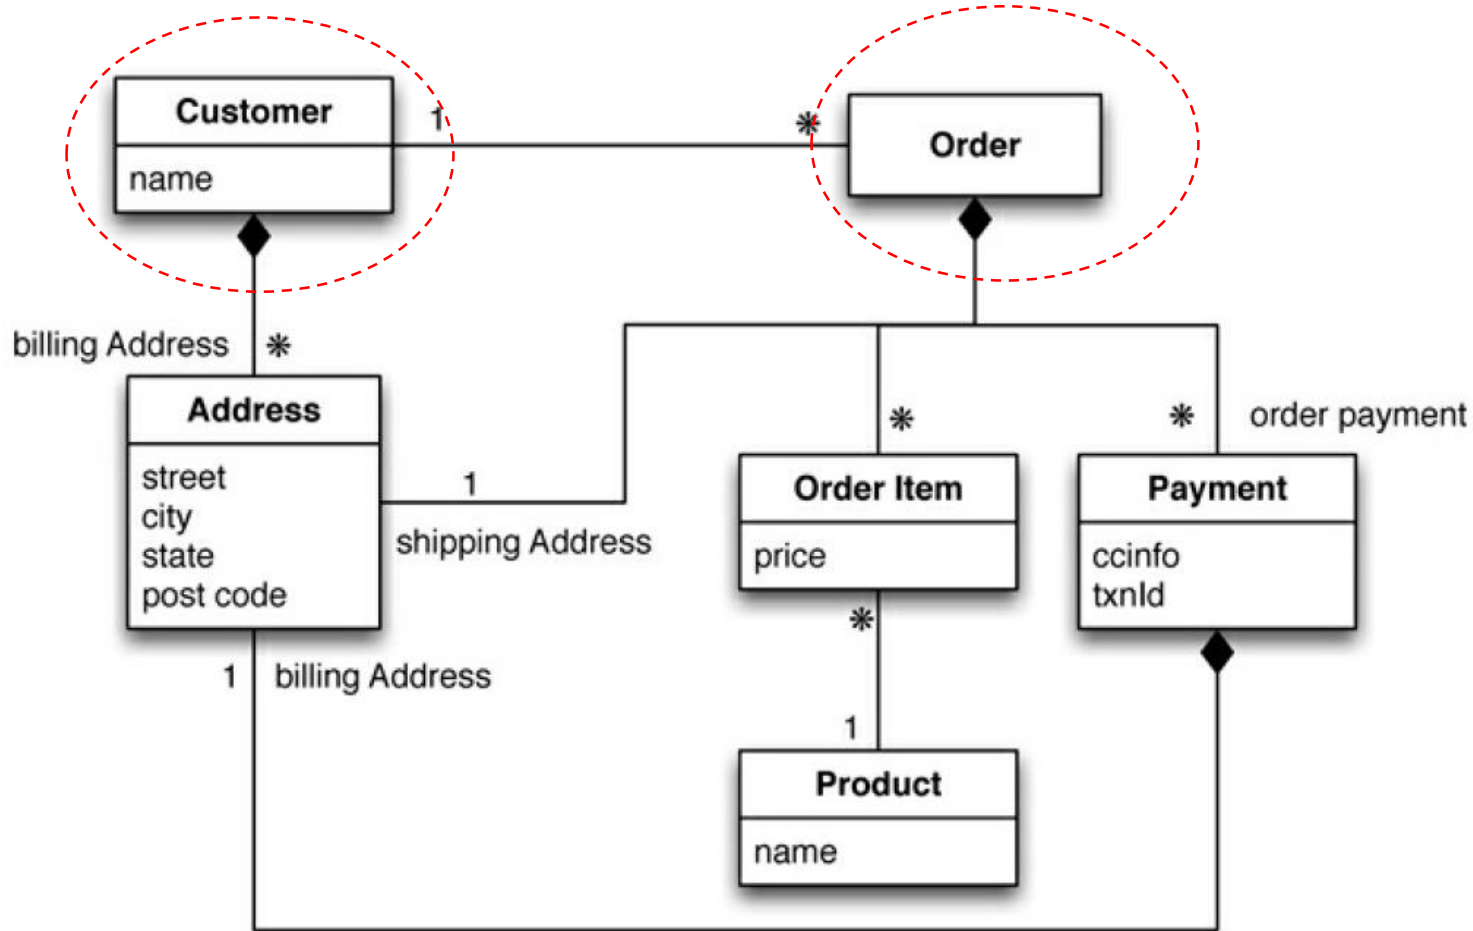 Customer
name
1
*
Order
billing Address
*
Address
street
city
state
post code
1
shipping Address
*
Order Item
price
*
order payment
Payment
ccinfo
txnId
1
billing Address
*
1
Product
name